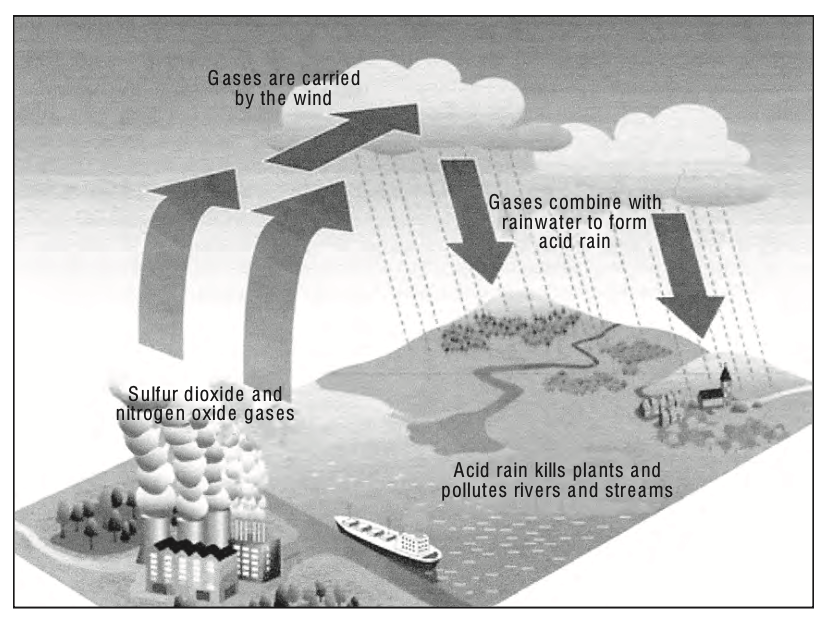 Gases are carried
by the wind
Gases combine with
rainwater to form
acid rain
Sulfur dioxide and
nitrogen oxide gases
Acid rain kills plants and
pollutes rivers and streams